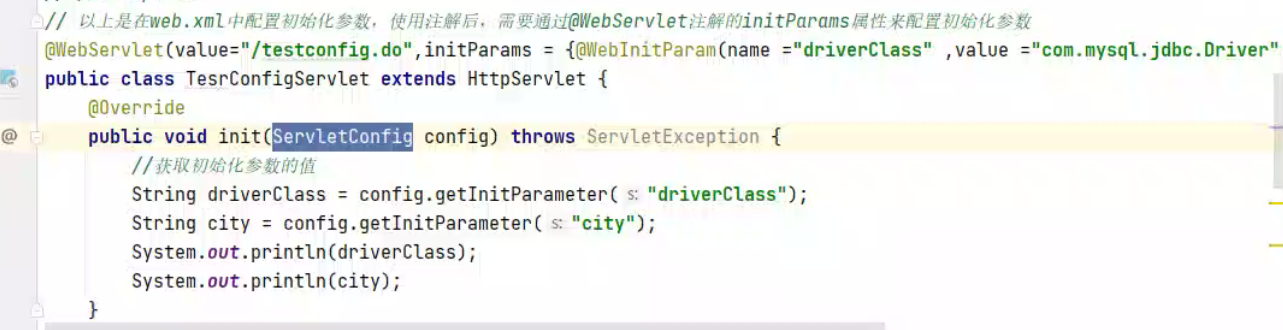 // 以上是在web.xml中配置初始化参数，使用注解后，需要通过@WebServlet注解的initParams属性来配置初始化参数
@WebServlet(value="/testconfig.do",initParams = {@WebInitParam(name ="driverClass" ,value ="com.mysql.jdbc.Driver"
public class TesrConfigServlet extends HttpServlet {
@Override
@ public void init(ServletConfig config) throws ServletException {
//获取初始化参数的值
String driverClass = config.getInitParameter( s: "driverClass");
String city = config.getInitParameter( s: "city");
System.out.println(driverClass);
System.out.println(city);
}